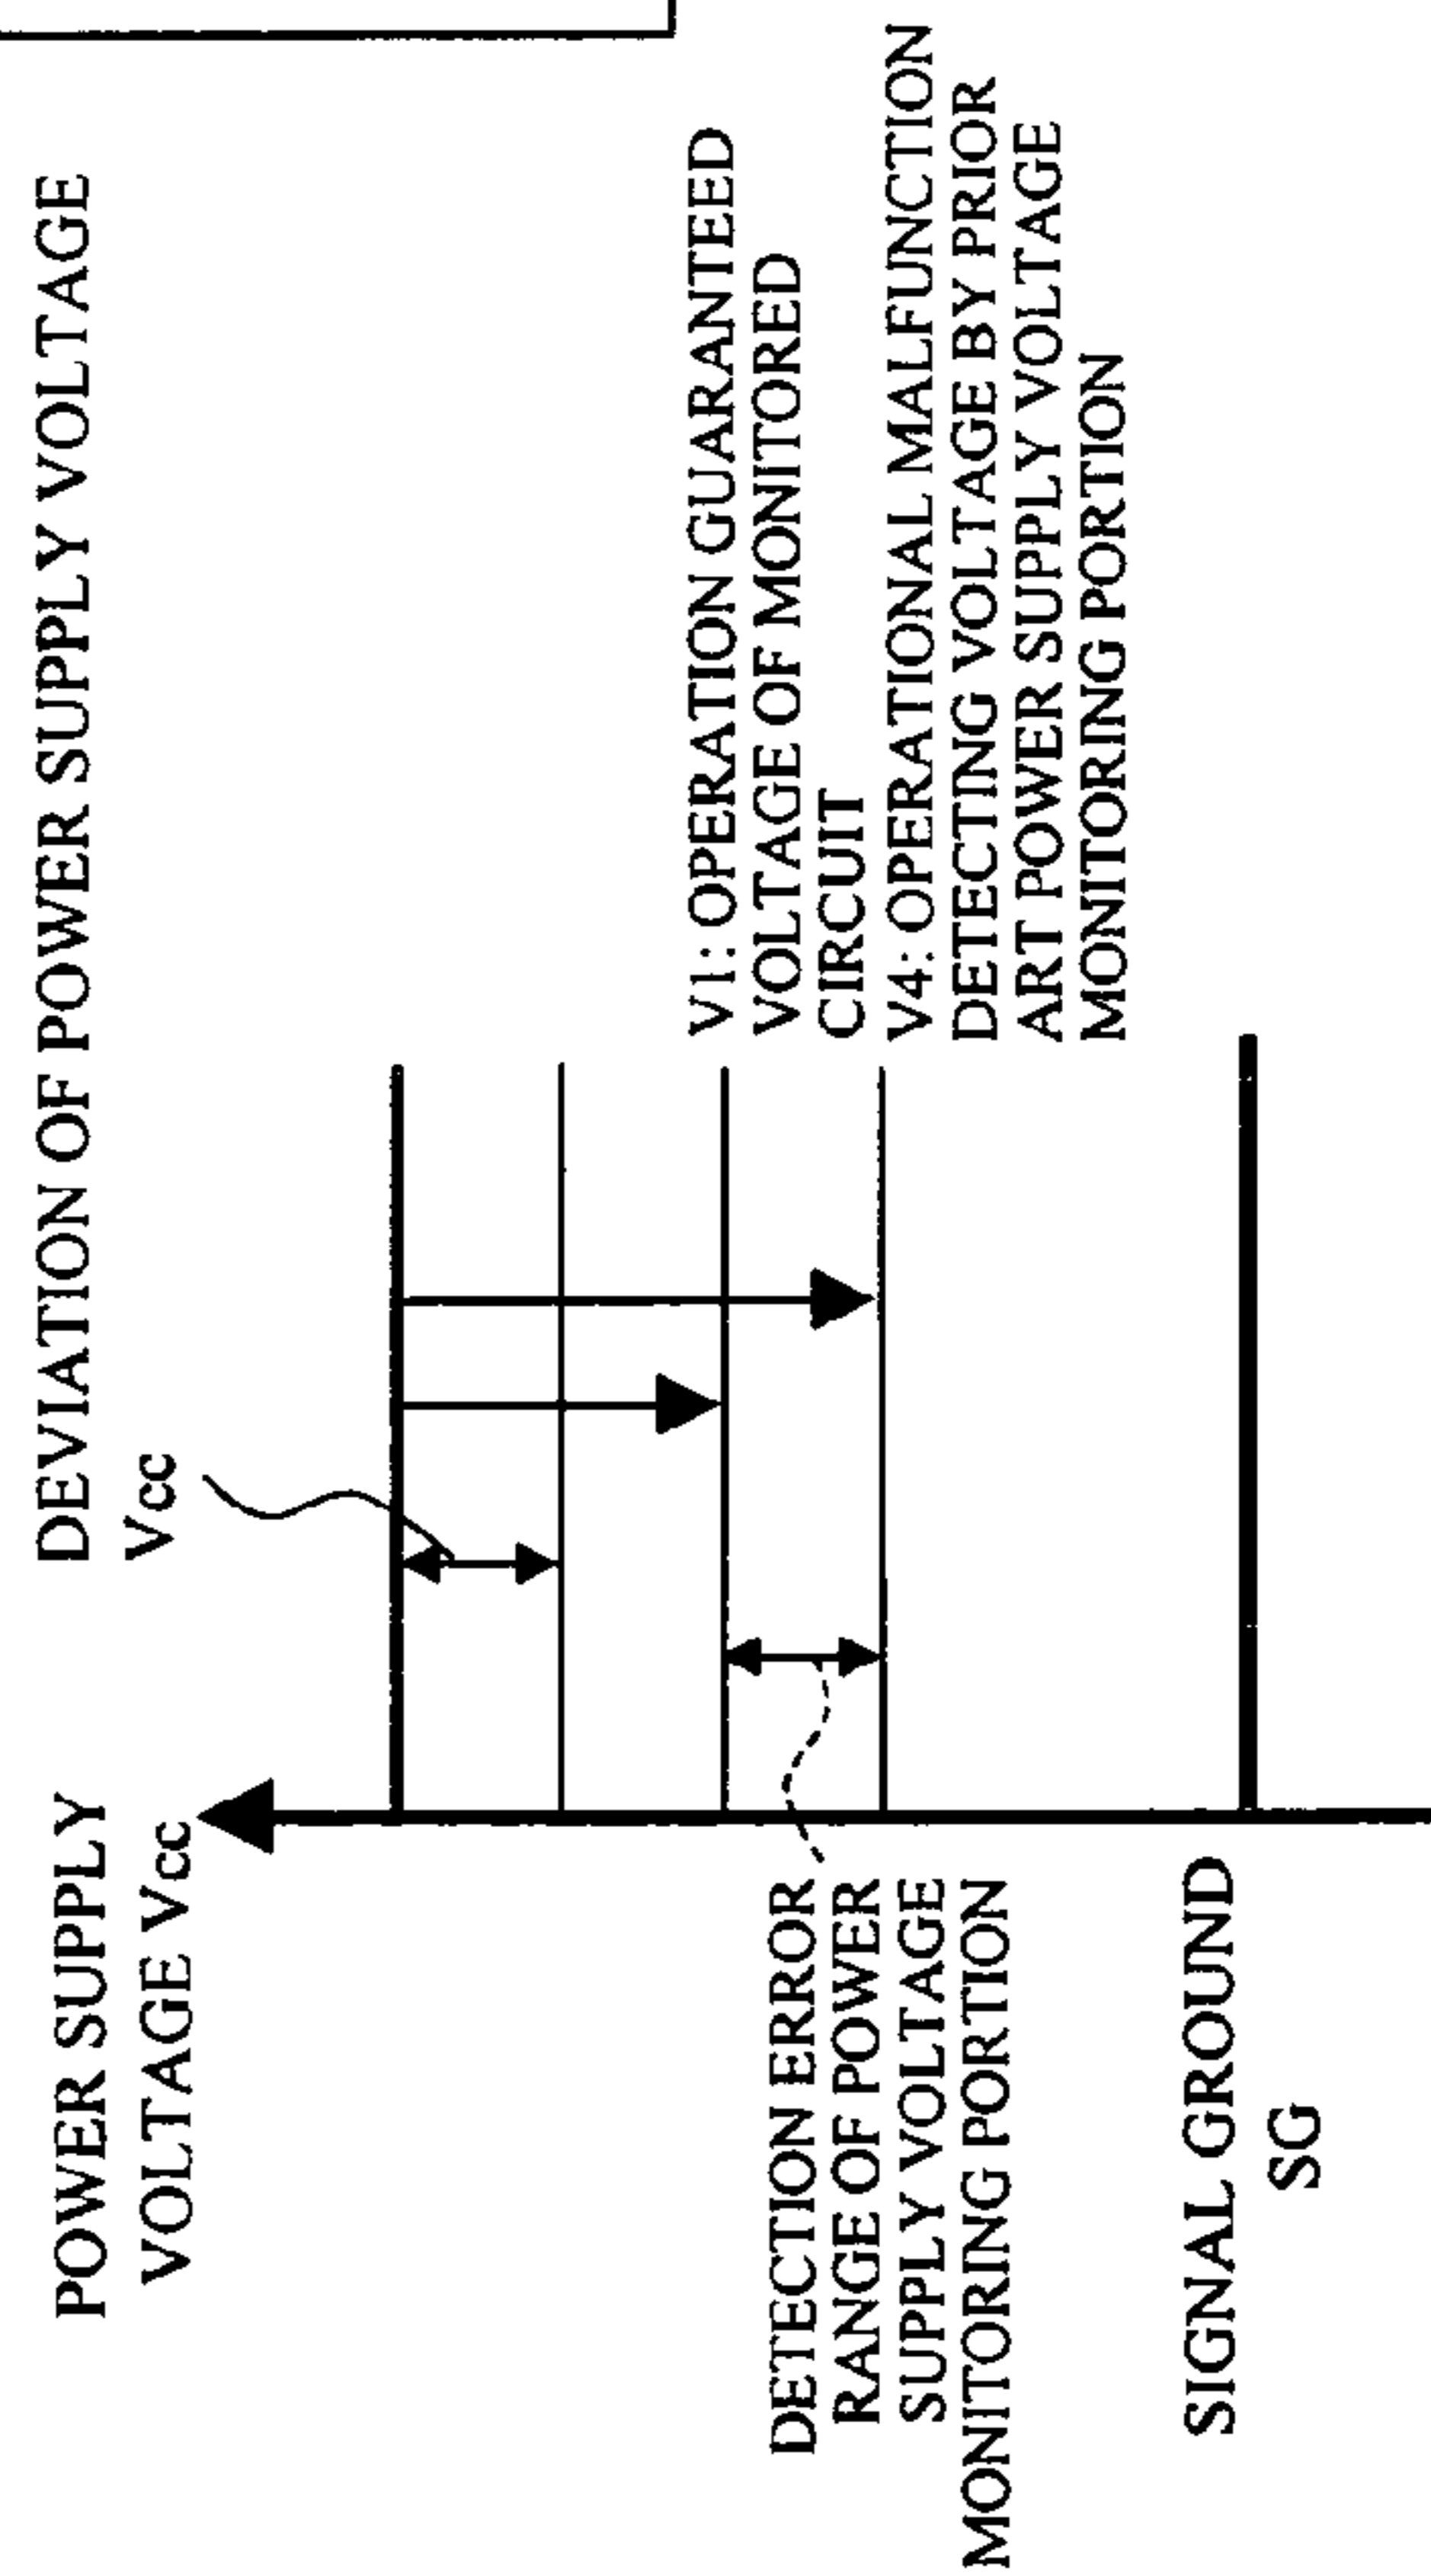 POWER SUPPLY
VOLTAGE Vcc
DEVIATION OF POWER SUPPLY VOLTAGE
Vcc
V1: OPERATION GUARANTEED
VOLTAGE OF MONITORED
CIRCUIT
V4: OPERATIONAL MALFUNCTION
DETECTING VOLTAGE BY PRIOR
ART POWER SUPPLY VOLTAGE
MONITORING PORTION
DETECTION ERROR
RANGE OF POWER
SUPPLY VOLTAGE
MONITORING PORTION
SIGNAL GROUND
SG